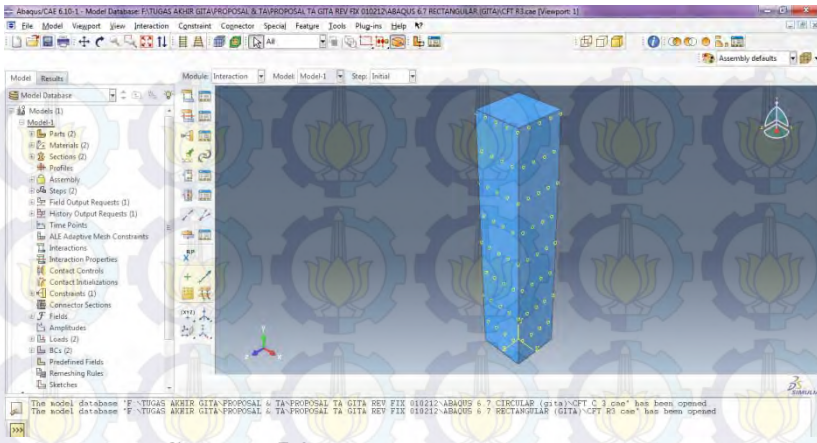 Abaqus/CAE 6.10-1 - Model Database: F:\TUGAS AKHIR GITA\PROPOSAL & TA\PROPOSAL TA GITA REV FIX 010212\ABAQUS 6.7 RECTANGULAR (GITA)\CFT R3.cae [Viewport: 1]
File Model Viewport View Interaction Constraint Connector Special Feature Tools Plug-ins Help
All
Assembly defaults
Model Results
Module: Interaction Model: Model-1 Step: Initial
Model Database
Models (1)
Model-1
Parts (2)
Materials (2)
Sections (2)
Profiles
Assembly
Steps (2)
Field Output Requests (1)
History Output Requests (1)
Time Points
ALE Adaptive Mesh Constraints
Interactions
Interaction Properties
Contact Controls
Contact Initializations
Constraints (1)
Connector Sections
Fields
Amplitudes
Loads (2)
BCs (2)
Predefined Fields
Remeshing Rules
Sketches
RP
(XYZ)
SIMULIA
The model database "F:\TUGAS AKHIR GITA\PROPOSAL & TA\PROPOSAL TA GITA REV FIX 010212\ABAQUS 6.7 CIRCULAR (gita)\CFT C 3.cae" has been opened.
The model database "F:\TUGAS AKHIR GITA\PROPOSAL & TA\PROPOSAL TA GITA REV FIX 010212\ABAQUS 6.7 RECTANGULAR (GITA)\CFT R3.cae" has been opened.
>>>